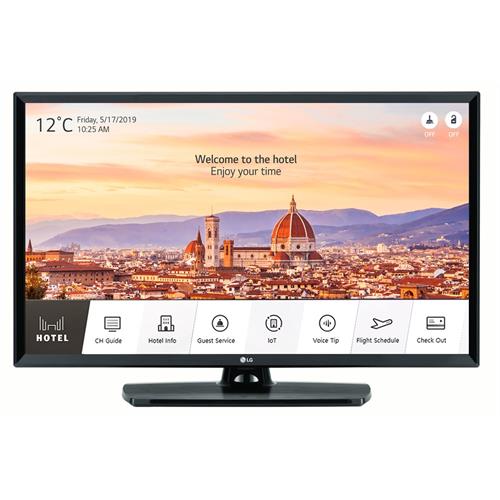 12°C
Friday, 5/17/2019
10:25 AM
OFF
OFF
Welcome to the hotel
Enjoy your time
HOTEL
CH Guide
Hotel Info
Guest Service
IoT
Voice Tip
Flight Schedule
Check Out
LG